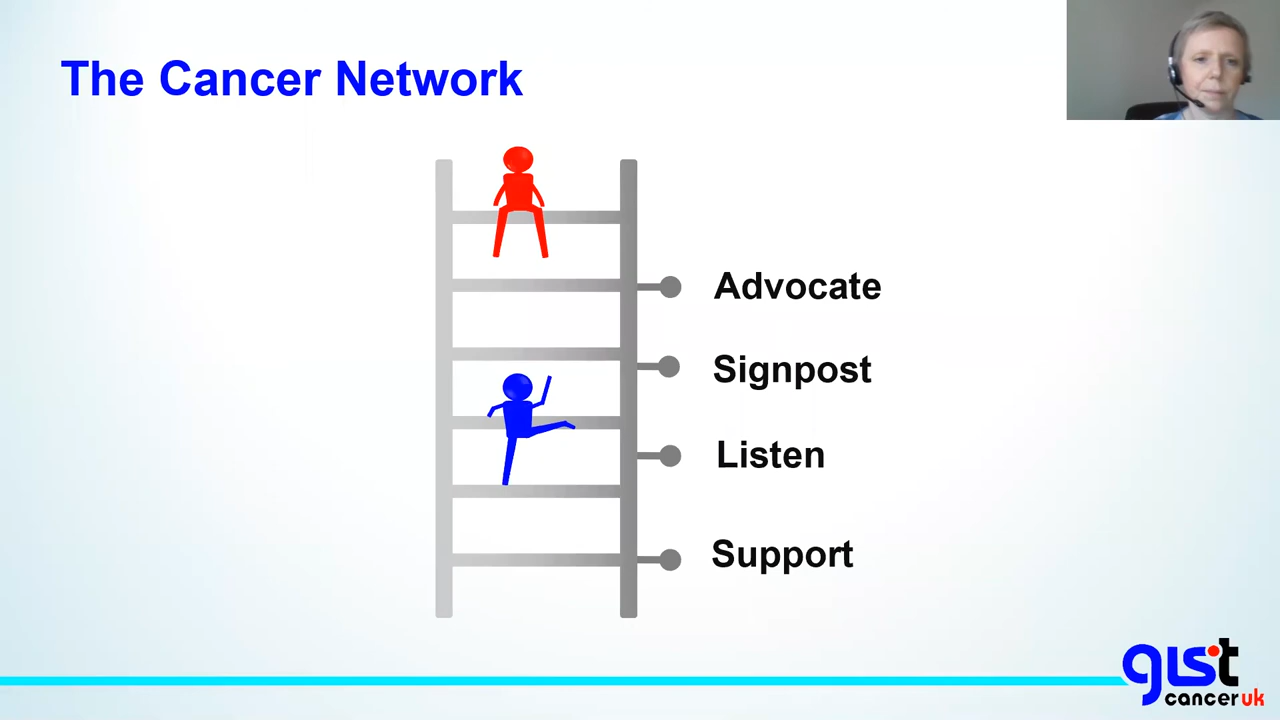 The Cancer Network
Advocate
Signpost
Listen
Support
gist
cancer uk